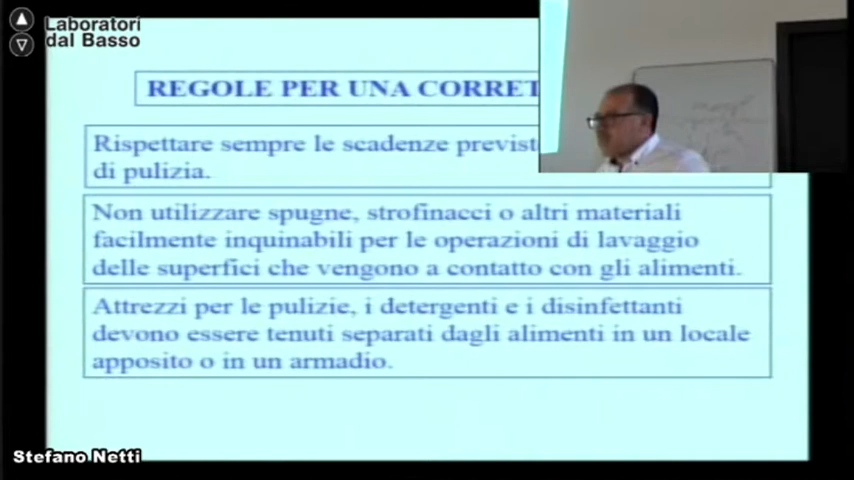 Laboratori
dal Basso
REGOLE PER UNA CORRET
Rispettare sempre le scadenze previste
di pulizia.
Non utilizzare spugne, strofinacci o altri materiali
facilmente inquinabili per le operazioni di lavaggio
delle superfici che vengono a contatto con gli alimenti.
Attrezzi per le pulizie, i detergenti e i disinfettanti
devono essere tenuti separati dagli alimenti in un locale
apposito o in un armadio.
Stefano Netti